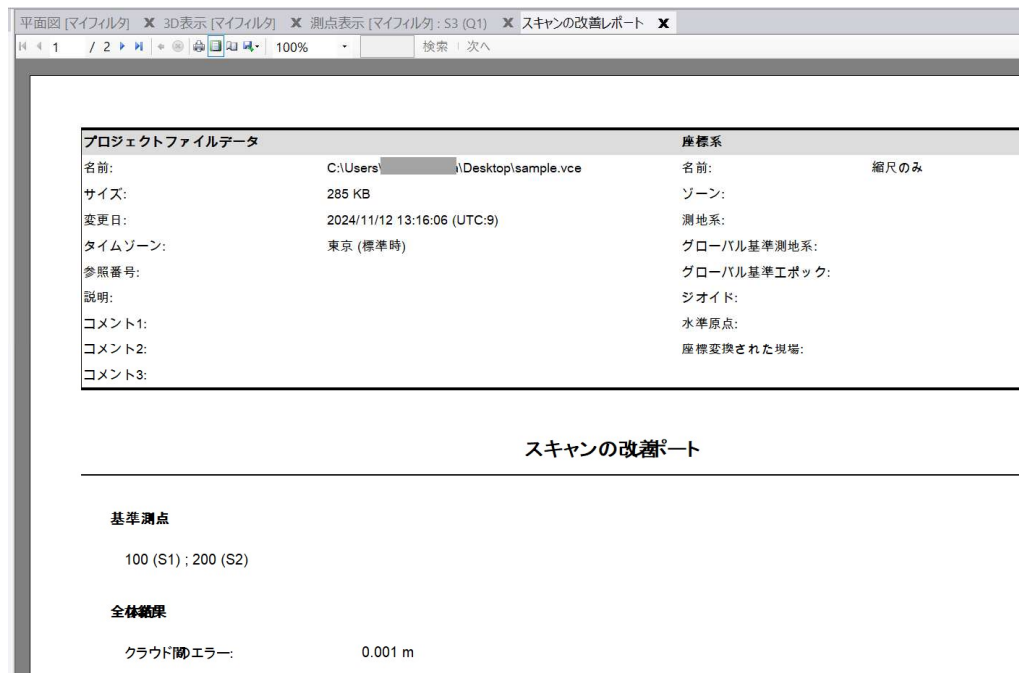 平面図 [マイフィルタ] X 3D表示 [マイフィルタ] X 測点表示 [マイフィルタ] : S3 (Q1) X スキャンの改善レポート X
1 / 2 100% 検索 次へ
プロジェクトファイルデータ 座標系
名前: C:\Users\ \Desktop\sample.vce 名前: 縮尺のみ
サイズ: 285 KB ゾーン:
変更日: 2024/11/12 13:16:06 (UTC:9) 測地系:
タイムゾーン: 東京 (標準時) グローバル基準測地系:
参照番号: グローバル基準エポック:
説明: ジオイド:
コメント1: 水準原点:
コメント2: 座標変換された現場:
コメント3:
スキャンの改善レポート
基準測点
100 (S1) ; 200 (S2)
全体結果
クラウド間のエラー: 0.001 m